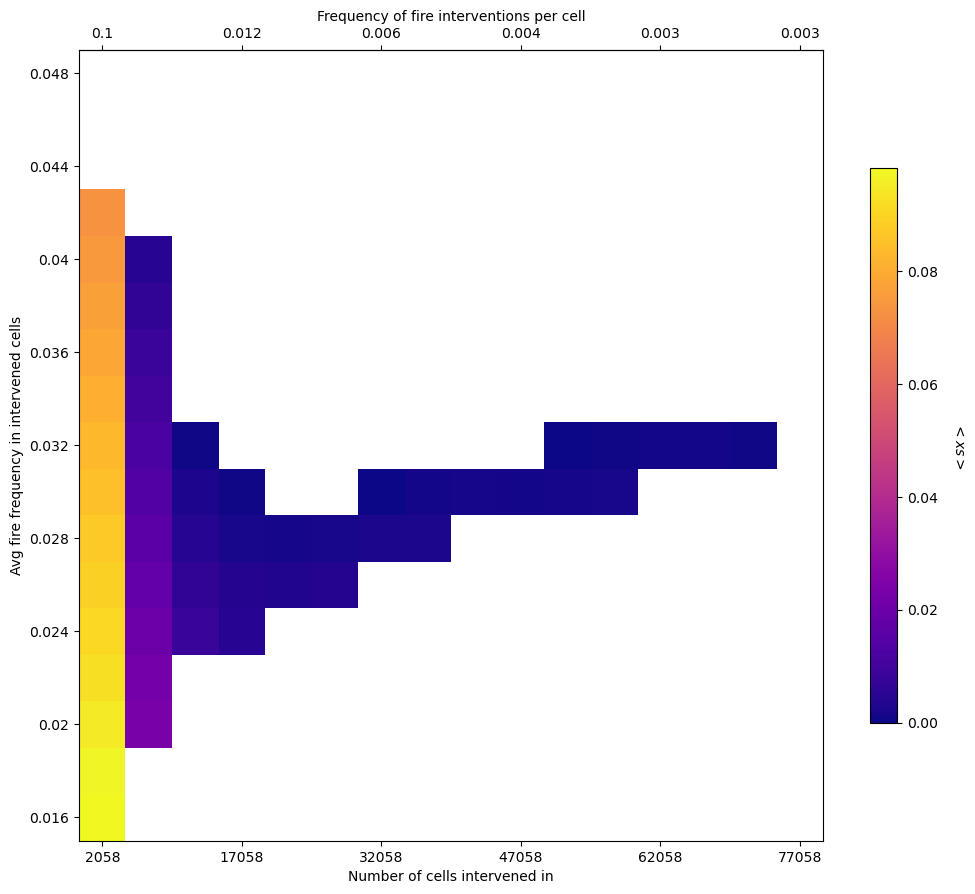 Frequency of fire interventions per cell
0.1 0.012 0.006 0.004 0.003 0.003
0.048
0.044
0.04
0.036
0.032
0.028
0.024
0.02
0.016
Avg fire frequency in intervened cells
2058 17058 32058 47058 62058 77058
Number of cells intervened in
0.08
0.06
0.04
0.02
0.00
< sx >